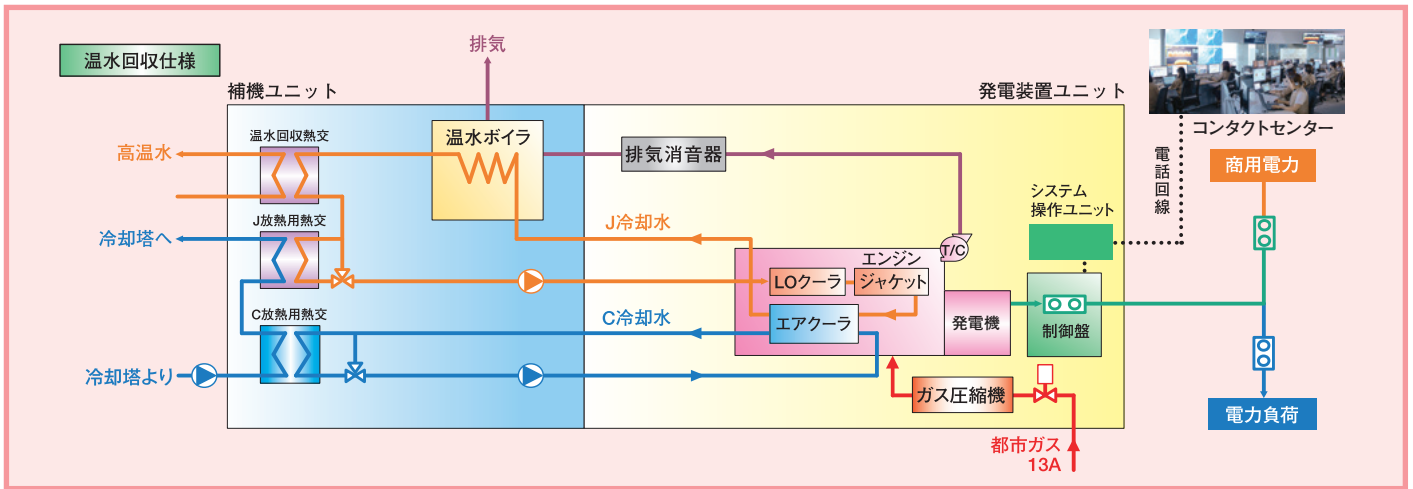 温水回収仕様
排気
補機ユニット
発電装置ユニット
コンタクトセンター
温水回収熱交
温水ボイラ
排気消音器
高温水
電話回線
商用電力
システム
操作ユニット
J放熱用熱交
J冷却水
冷却塔へ
T/C
エンジン
LOクーラ
ジャケット
C放熱用熱交
C冷却水
エアクーラ
発電機
制御盤
冷却塔より
ガス圧縮機
電力負荷
都市ガス
13A